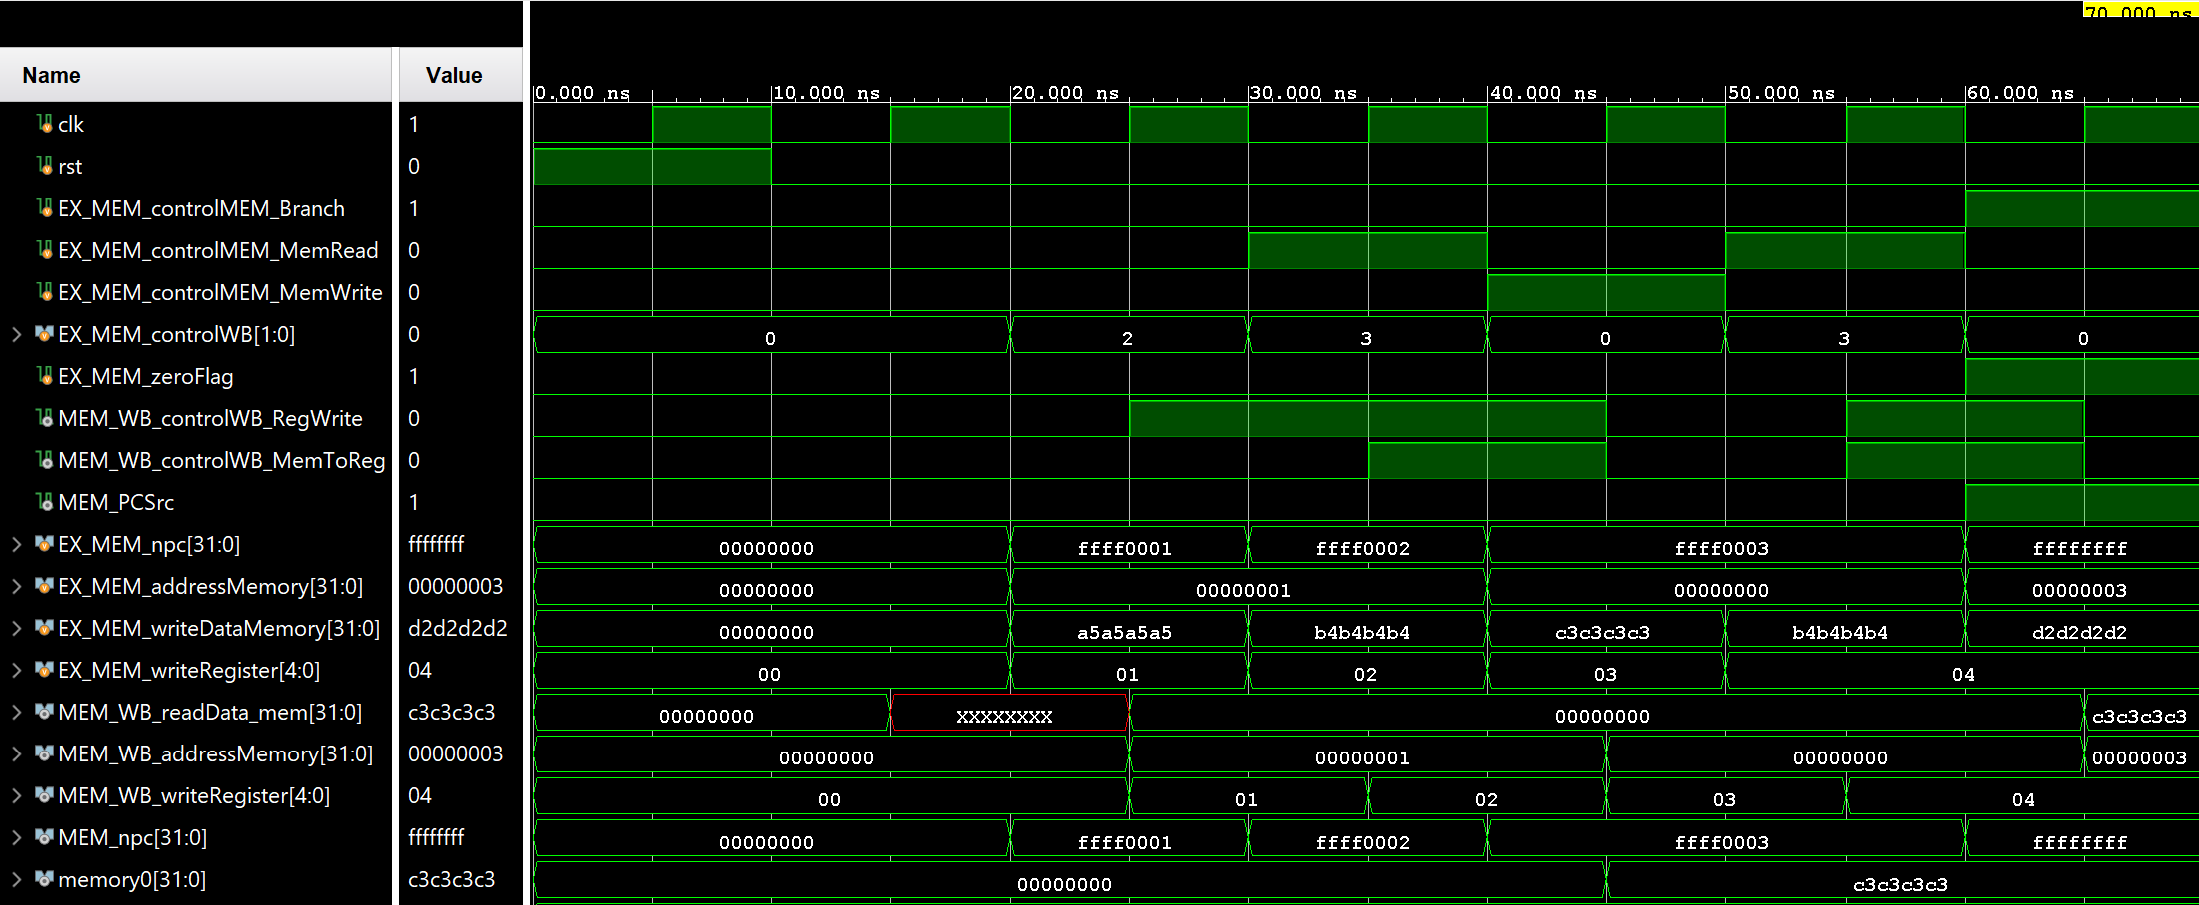 70.000 ns
Name Value
0.000 ns 10.000 ns 20.000 ns 30.000 ns 40.000 ns 50.000 ns 60.000 ns
clk 1
rst 0
EX_MEM_controlMEM_Branch 1
EX_MEM_controlMEM_MemRead 0
EX_MEM_controlMEM_MemWrite 0
EX_MEM_controlWB[1:0] 0 0 2 3 0 3 0
EX_MEM_zeroFlag 1
MEM_WB_controlWB_RegWrite 0
MEM_WB_controlWB_MemToReg 0
MEM_PCSrc 1
EX_MEM_npc[31:0] ffffffff 00000000 ffff0001 ffff0002 ffff0003 ffffffff
EX_MEM_addressMemory[31:0] 00000003 00000000 00000001 00000000 00000003
EX_MEM_writeDataMemory[31:0] d2d2d2d2 00000000 a5a5a5a5 b4b4b4b4 c3c3c3c3 b4b4b4b4 d2d2d2d2
EX_MEM_writeRegister[4:0] 04 00 01 02 03 04
MEM_WB_readData_mem[31:0] c3c3c3c3 00000000 XXXXXXXX 00000000 c3c3c3c3
MEM_WB_addressMemory[31:0] 00000003 00000000 00000001 00000000 00000003
MEM_WB_writeRegister[4:0] 04 00 01 02 03 04
MEM_npc[31:0] ffffffff 00000000 ffff0001 ffff0002 ffff0003 ffffffff
memory0[31:0] c3c3c3c3 00000000 c3c3c3c3